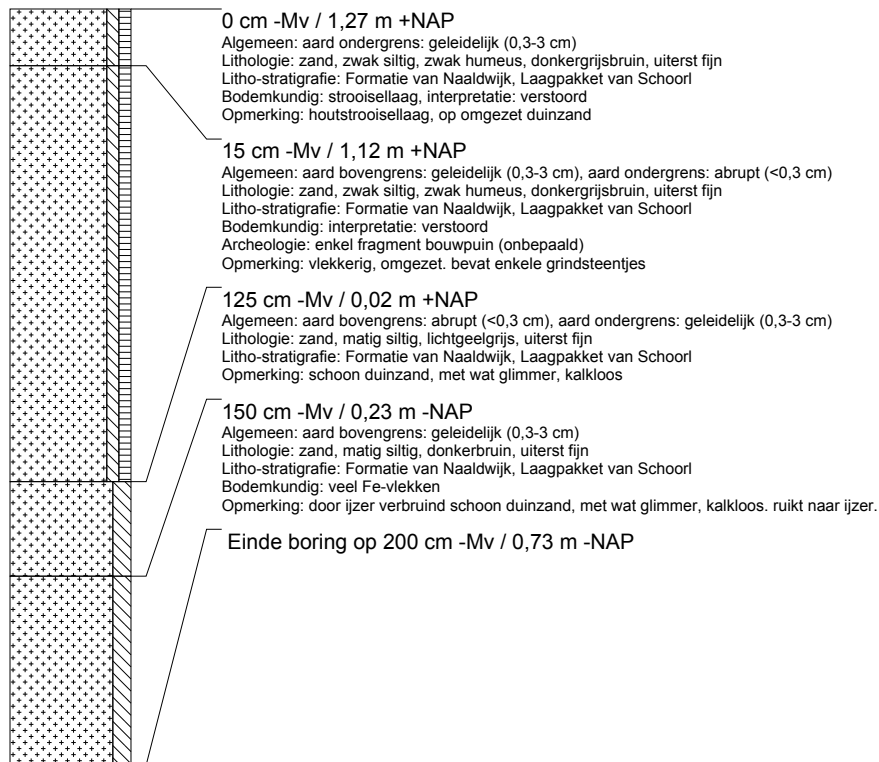 0 cm -Mv / 1,27 m +NAP
Algemeen: aard ondergrens: geleidelijk (0,3-3 cm)
Lithologie: zand, zwak siltig, zwak humeus, donkergrijsbruin, uiterst fijn
Litho-stratigrafie: Formatie van Naaldwijk, Laagpakket van Schoorl
Bodemkundig: strooisellaag, interpretatie: verstoord
Opmerking: houtstrooisellaag, op omgezet duinzand
15 cm -Mv / 1,12 m +NAP
Algemeen: aard bovengrens: geleidelijk (0,3-3 cm), aard ondergrens: abrupt (<0,3 cm)
Lithologie: zand, zwak siltig, zwak humeus, donkergrijsbruin, uiterst fijn
Litho-stratigrafie: Formatie van Naaldwijk, Laagpakket van Schoorl
Bodemkundig: interpretatie: verstoord
Archeologie: enkel fragment bouwpuin (onbepaald)
Opmerking: vlekkerig, omgezet. bevat enkele grindsteentjes
125 cm -Mv / 0,02 m +NAP
Algemeen: aard bovengrens: abrupt (<0,3 cm), aard ondergrens: geleidelijk (0,3-3 cm)
Lithologie: zand, matig siltig, lichtgeelgrijs, uiterst fijn
Litho-stratigrafie: Formatie van Naaldwijk, Laagpakket van Schoorl
Opmerking: schoon duinzand, met wat glimmer, kalkloos
150 cm -Mv / 0,23 m -NAP
Algemeen: aard bovengrens: geleidelijk (0,3-3 cm)
Lithologie: zand, matig siltig, donkerbruin, uiterst fijn
Litho-stratigrafie: Formatie van Naaldwijk, Laagpakket van Schoorl
Bodemkundig: veel Fe-vlekken
Opmerking: door ijzer verbruind schoon duinzand, met wat glimmer, kalkloos. ruikt naar ijzer.
Einde boring op 200 cm -Mv / 0,73 m -NAP